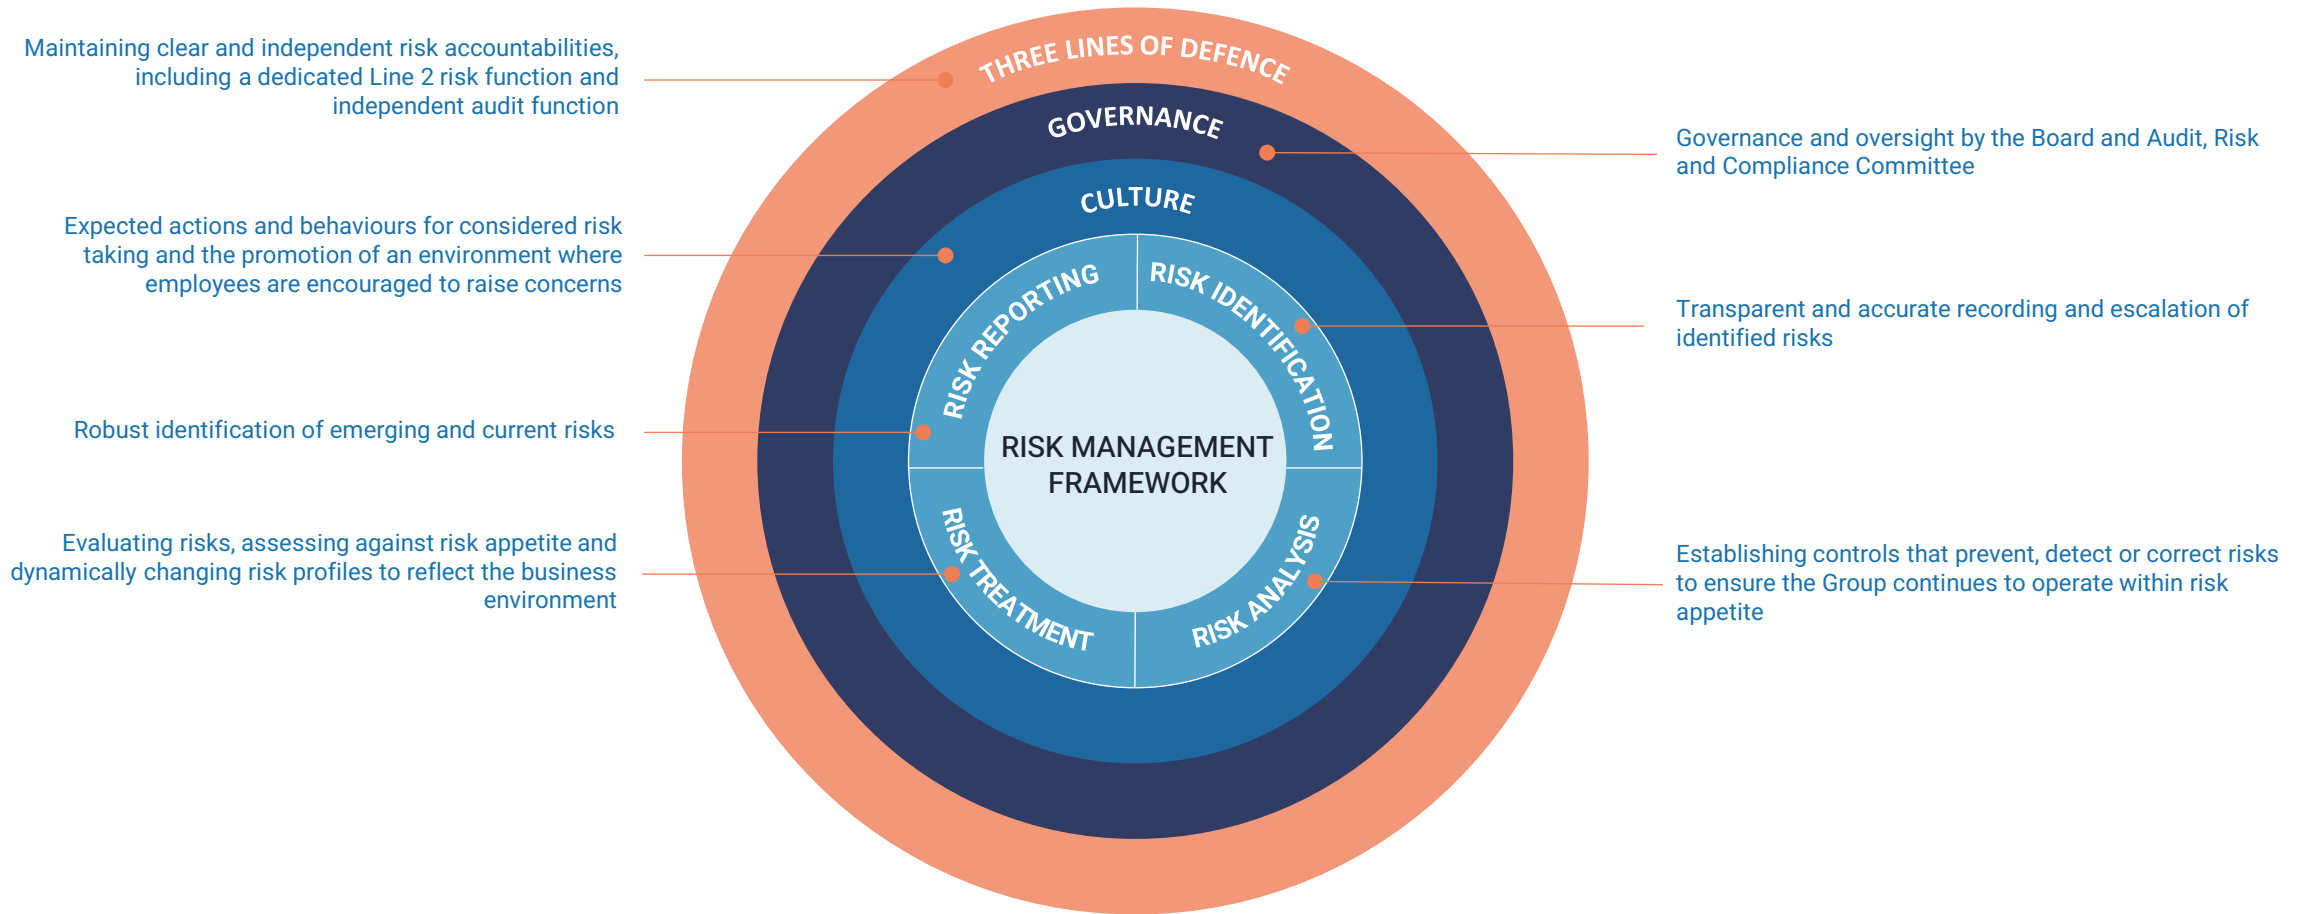 Maintaining clear and independent risk accountabilities,
including a dedicated Line 2 risk function and
independent audit function
Expected actions and behaviours for considered risk
taking and the promotion of an environment where
employees are encouraged to raise concerns
Robust identification of emerging and current risks
Evaluating risks, assessing against risk appetite and
dynamically changing risk profiles to reflect the business
environment
THREE LINES OF DEFENCE
GOVERNANCE
CULTURE
RISK REPORTING
RISK IDENTIFICATION
RISK MANAGEMENT
FRAMEWORK
RISK TREATMENT
RISK ANALYSIS
Governance and oversight by the Board and Audit, Risk
and Compliance Committee
Transparent and accurate recording and escalation of
identified risks
Establishing controls that prevent, detect or correct risks
to ensure the Group continues to operate within risk
appetite